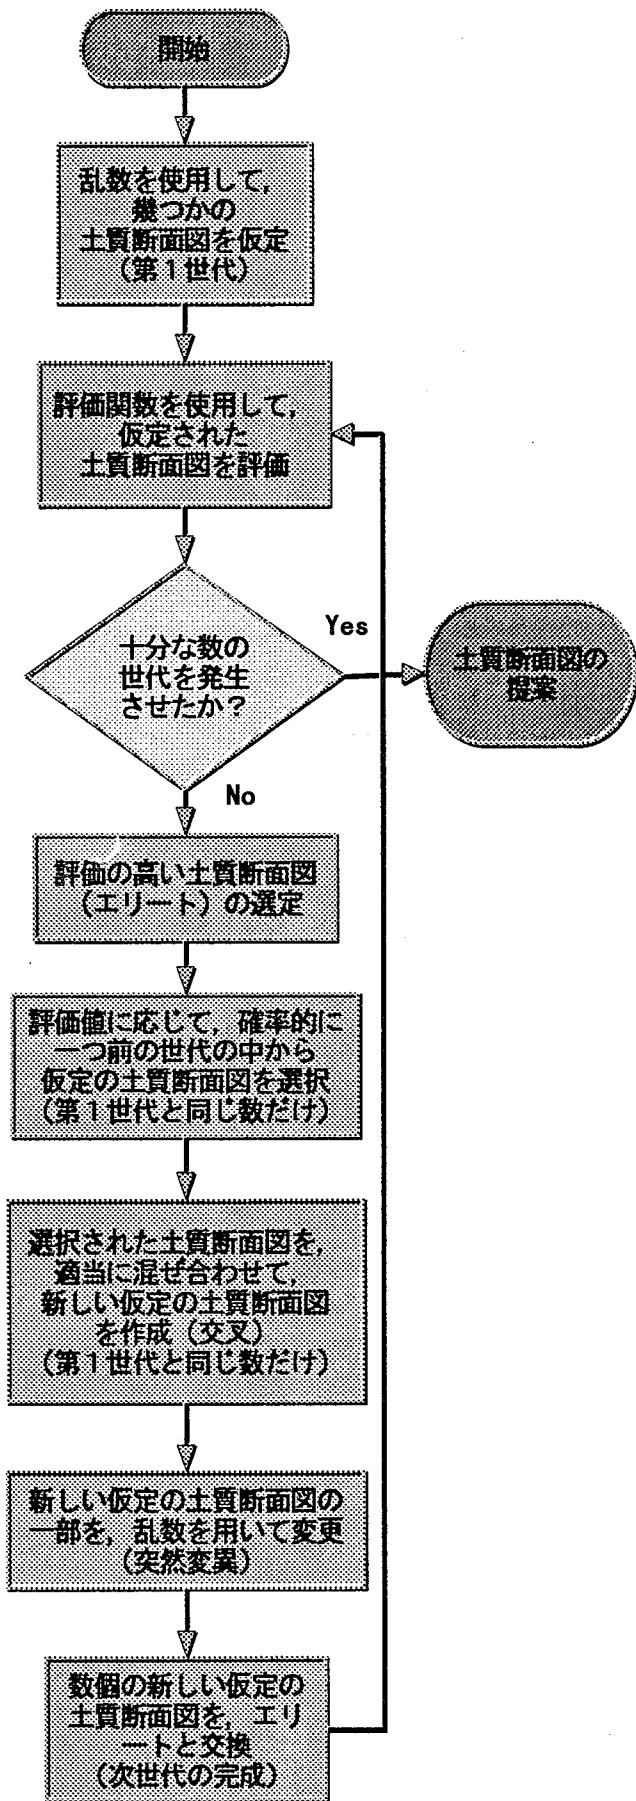 開始
乱数を使用して，
幾つかの
土質断面図を仮定
（第１世代）
評価関数を使用して，
仮定された
土質断面図を評価
十分な数の
世代を発生
させたか？
Yes
土質断面図の
提案
No
評価の高い土質断面図
（エリート）の選定
評価値に応じて，確率的に
一つ前の世代の中から
仮定の土質断面図を選択
（第１世代と同じ数だけ）
選択された土質断面図を，
適当に混ぜ合わせて，
新しい仮定の土質断面図
を作成（交叉）
（第１世代と同じ数だけ）
新しい仮定の土質断面図の
一部を，乱数を用いて変更
（突然変異）
数個の新しい仮定の
土質断面図を，エリ
ートと交換
（次世代の完成）